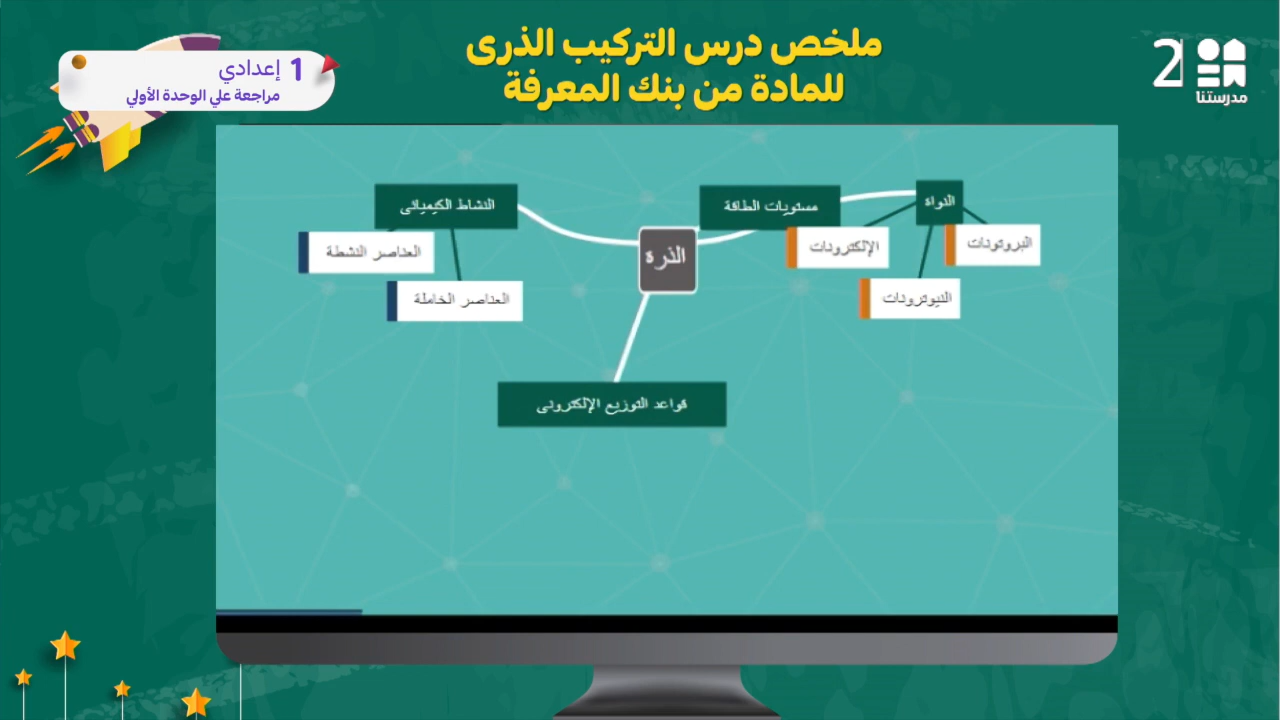 ملخص درس التركيب الذرى
للمادة من بنك المعرفة
1 إعدادي
مراجعة علي الوحدة الأولي
2
مدرستنا
النواة
مستويات الطاقة
النشاط الكيميائى
البروتونات
الإلكترونات
الذرة
العناصر النشطة
النيوترونات
العناصر الخاملة
قواعد التوزيع الإلكترونى